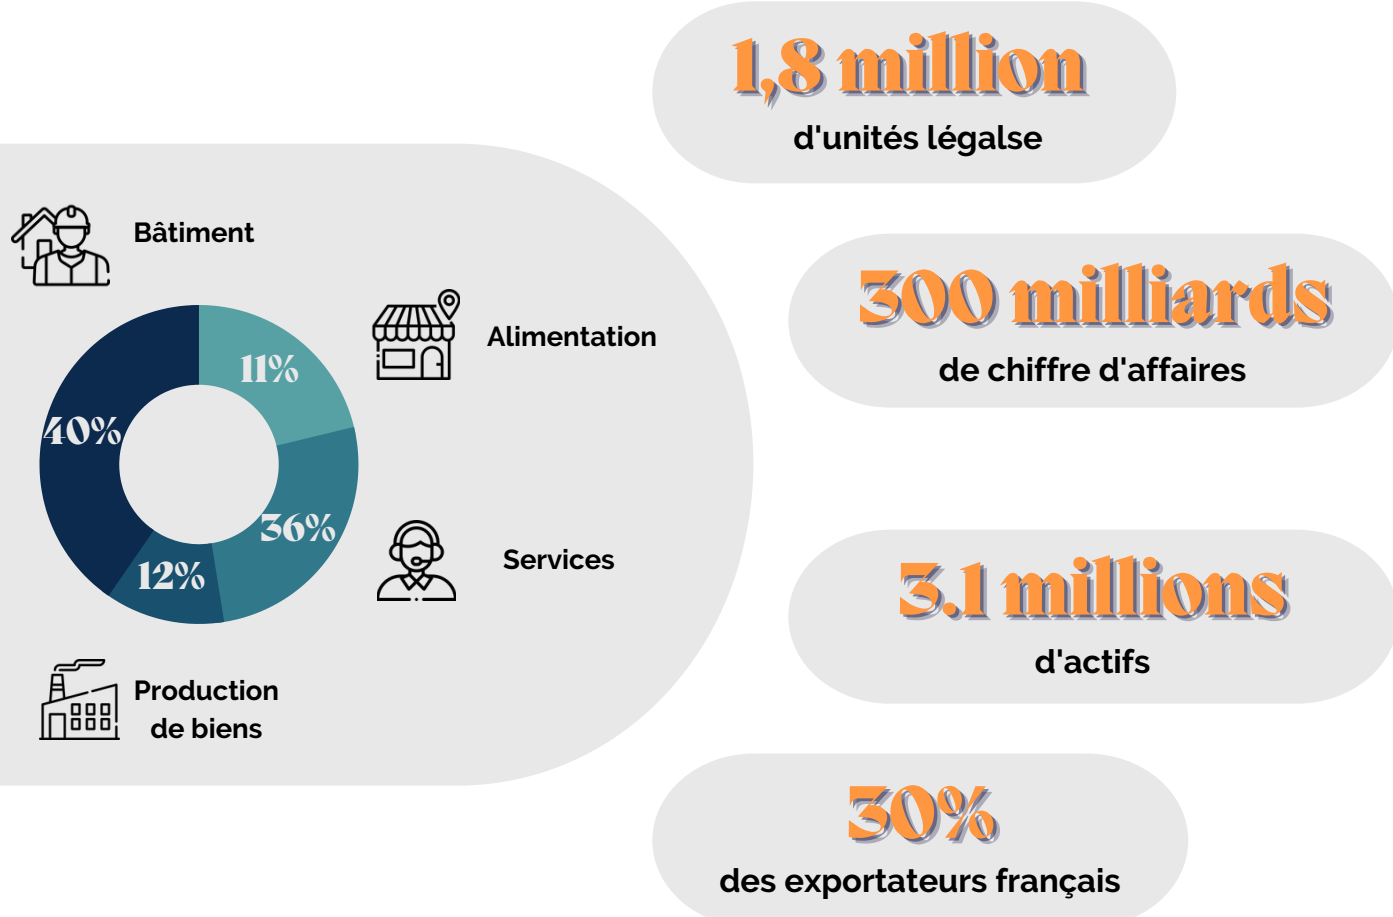 1,8 million
d'unités légalse
Bâtiment
Alimentation
11%
40%
36%
12%
Services
Production
de biens
300 milliards
de chiffre d'affaires
3.1 millions
d'actifs
30%
des exportateurs français